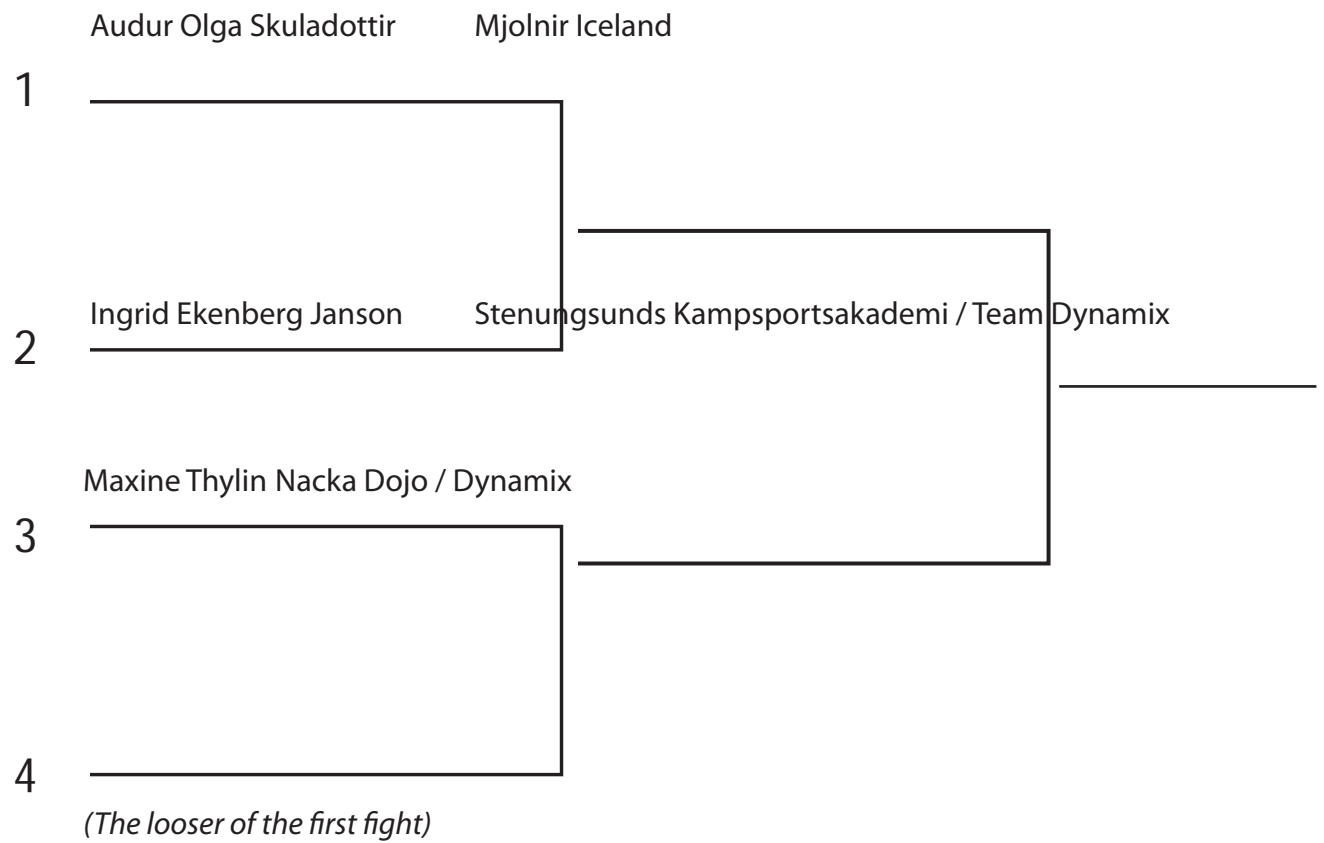 Audur Olga Skuladottir Mjolnir Iceland
1
Ingrid Ekenberg Janson Stenungsunds Kampsportsakademi / Team Dynamix
2
Maxine Thylin Nacka Dojo / Dynamix
3
4
(The looser of the first fight)